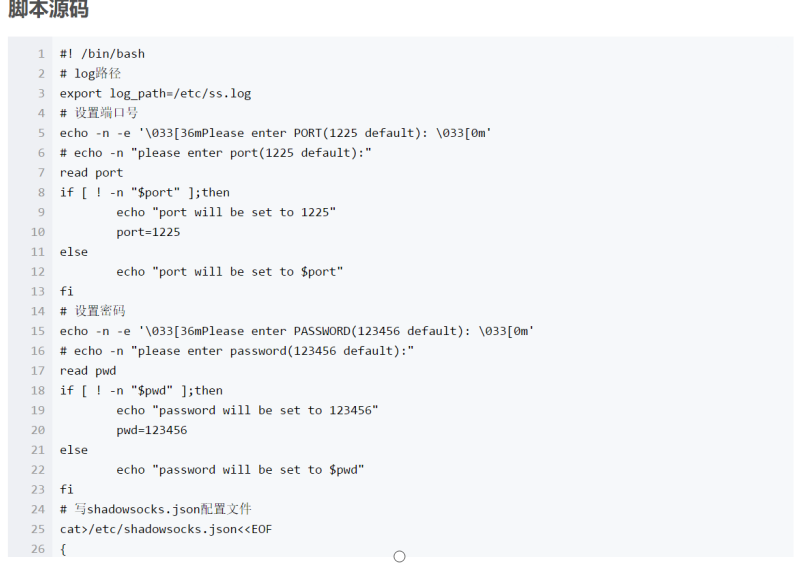 脚本源码
1 #! /bin/bash
2 # log路径
3 export log_path=/etc/ss.log
4 # 设置端口号
5 echo -n -e '\033[36mPlease enter PORT(1225 default): \033[0m'
6 # echo -n "please enter port(1225 default):"
7 read port
8 if [ ! -n "$port" ];then
9         echo "port will be set to 1225"
10         port=1225
11 else
12         echo "port will be set to $port"
13 fi
14 # 设置密码
15 echo -n -e '\033[36mPlease enter PASSWORD(123456 default): \033[0m'
16 # echo -n "please enter password(123456 default):"
17 read pwd
18 if [ ! -n "$pwd" ];then
19         echo "password will be set to 123456"
20         pwd=123456
21 else
22         echo "password will be set to $pwd"
23 fi
24 # 写shadowsocks.json配置文件
25 cat>/etc/shadowsocks.json<<EOF
26 {